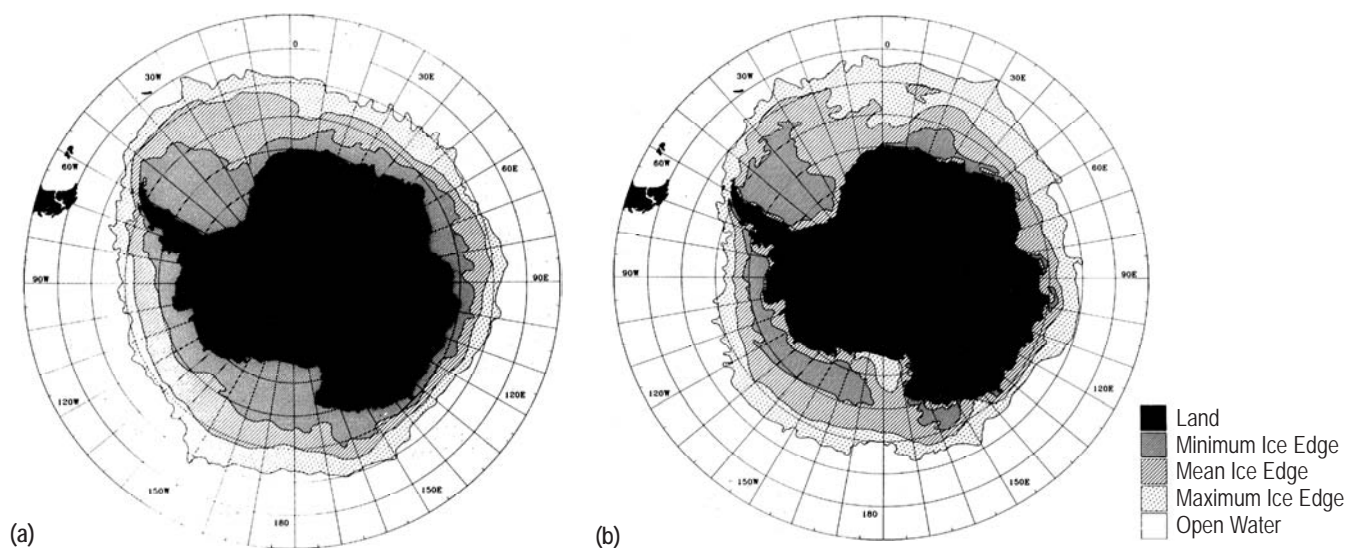 0
30E
60E
90E
120E
150E
180
150W
120W
90W
60W
30W
(a)
0
30E
60E
90E
120E
150E
180
150W
120W
90W
60W
30W
(b)
Land
Minimum Ice Edge
Mean Ice Edge
Maximum Ice Edge
Open Water